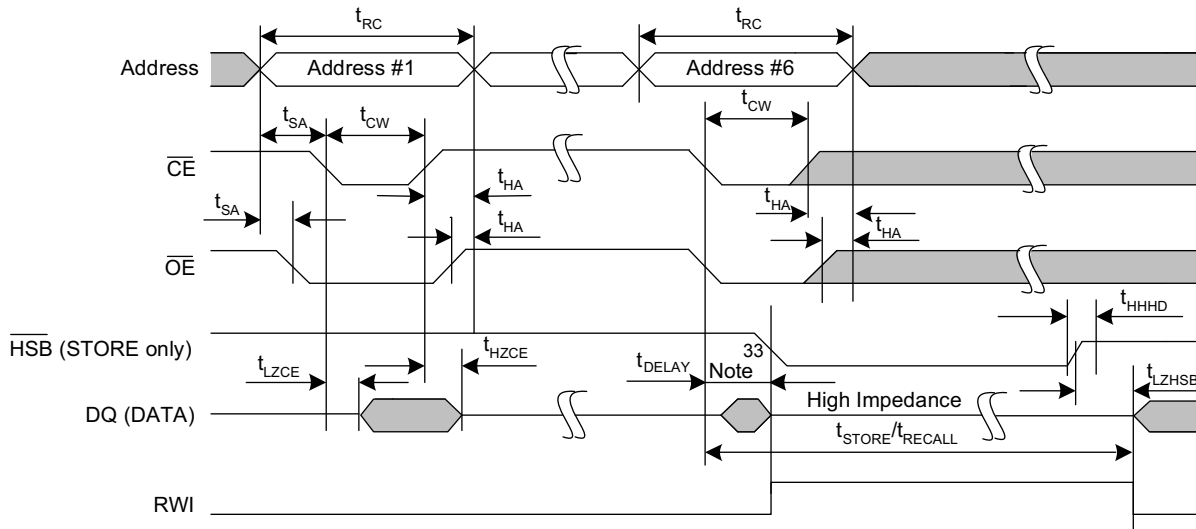 tRC
tRC
Address
Address #1
Address #6
tSA
tCW
tCW
CE
tHA
tSA
tHA
tHA
tHA
OE
tHHHD
HSB (STORE only)
tLZCE
tHZCE
tDELAY
33
Note
tLZHSB
DQ (DATA)
High Impedance
tSTORE/tRECALL
RWI